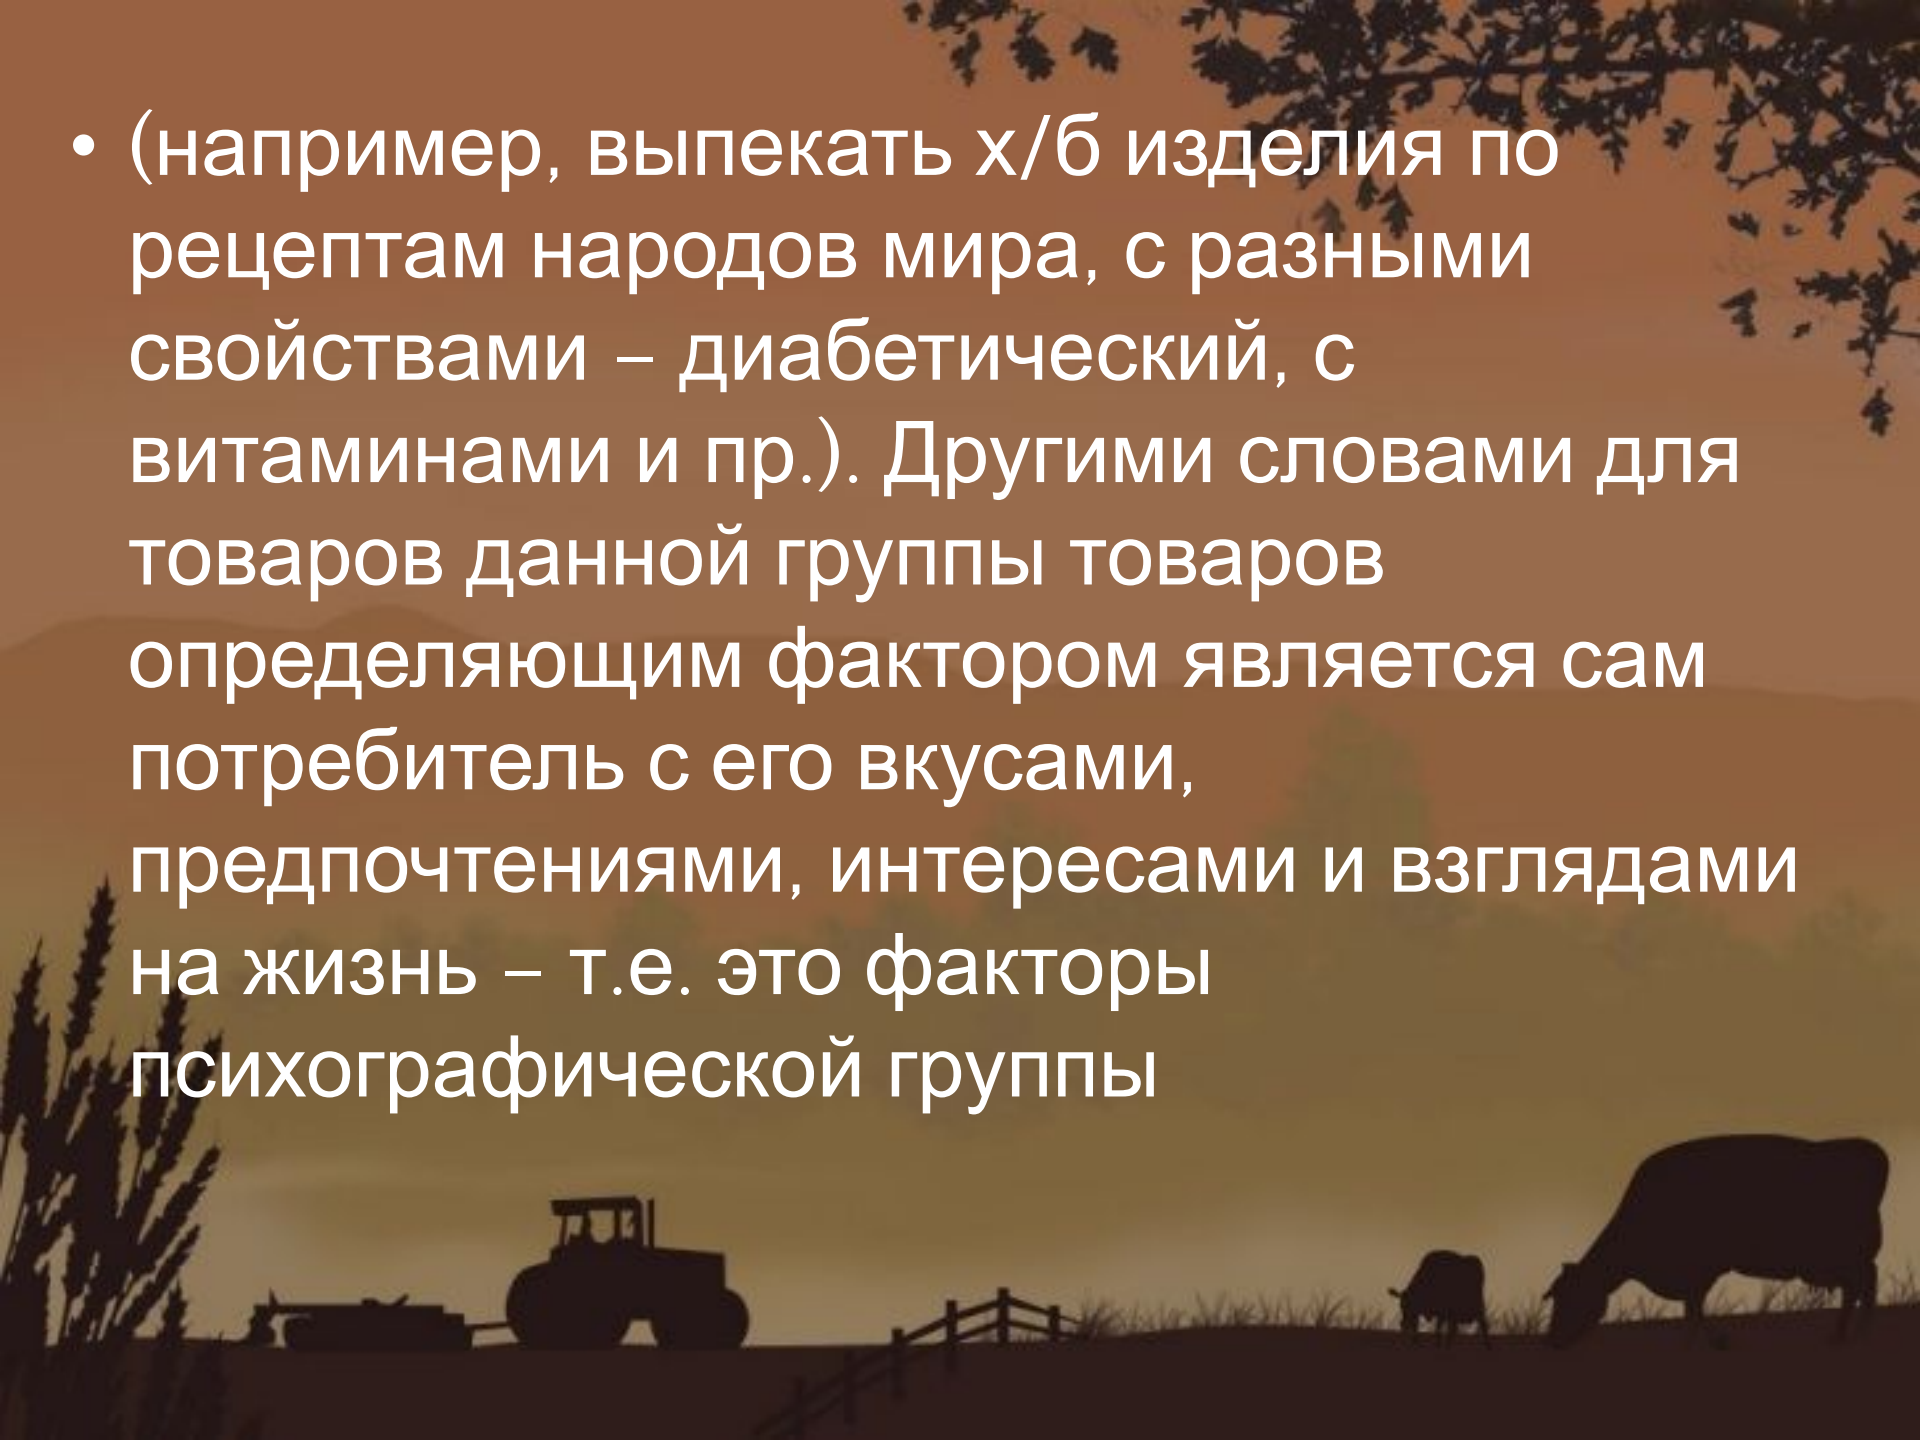 • (например, выпекать х/б изделия по
рецептам народов мира, с разными
свойствами – диабетический, с
витаминами и пр.). Другими словами для
товаров данной группы товаров
определяющим фактором является сам
потребитель с его вкусами,
предпочтениями, интересами и взглядами
на жизнь – т.е. это факторы
психографической группы